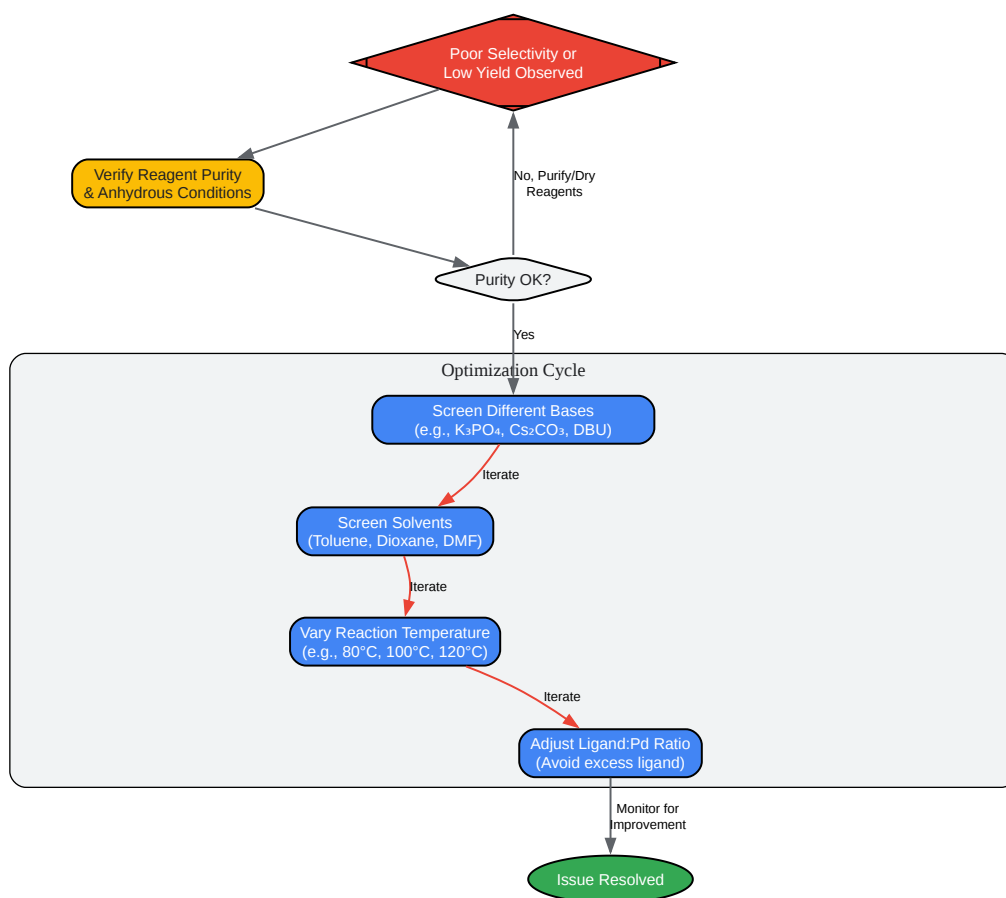 Poor Selectivity or
Low Yield Observed
Verify Reagent Purity
& Anhydrous Conditions
No, Purify/Dry
Reagents
Purity OK?
Yes
Optimization Cycle
Screen Different Bases
(e.g., K₃PO₄, Cs₂CO₃, DBU)
Iterate
Screen Solvents
(Toluene, Dioxane, DMF)
Iterate
Vary Reaction Temperature
(e.g., 80°C, 100°C, 120°C)
Iterate
Adjust Ligand:Pd Ratio
(Avoid excess ligand)
Monitor for
Improvement
Issue Resolved